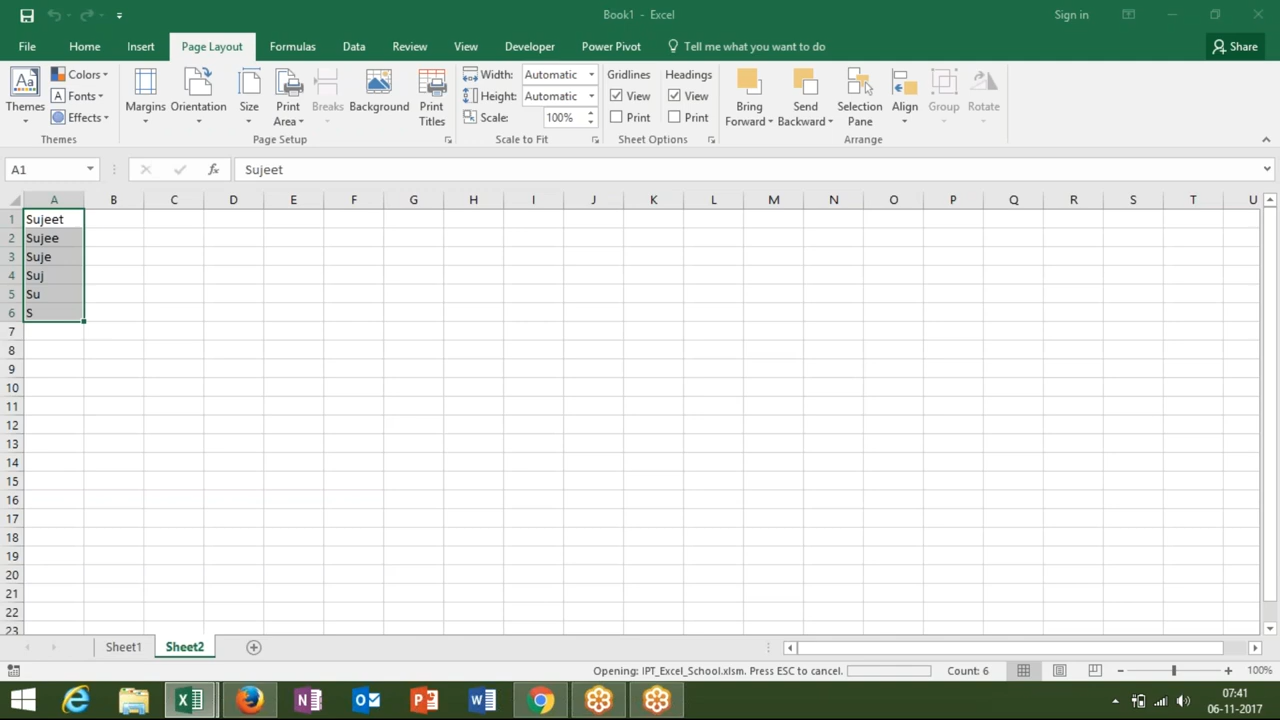 Book1 - Excel
Sign in
File Home Insert Page Layout Formulas Data Review View Developer Power Pivot Tell me what you want to do Share
Colors Width: Automatic Gridlines Headings
Fonts Height: Automatic View View
Effects Scale: 100% Print Print
Themes Margins Orientation Size Print Area Breaks Background Print Titles Bring Forward Send Backward Selection Pane Align Group Rotate
Themes Page Setup Scale to Fit Sheet Options Arrange
A1 fx Sujeet
A B C D E F G H I J K L M N O P Q R S T U
1 Sujeet
2 Sujee
3 Suje
4 Suj
5 Su
6 S
7
8
9
10
11
12
13
14
15
16
17
18
19
20
21
22
23
Sheet1 Sheet2
Opening: IPT_Excel_School.xlsm. Press ESC to cancel. Count: 6 100%
07:41
06-11-2017